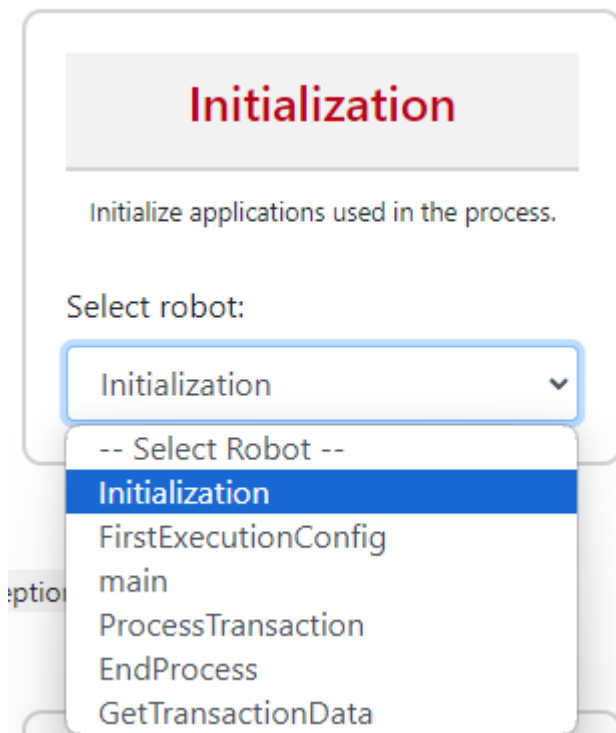 Initialization
Initialize applications used in the process.
Select robot:
Initialization
-- Select Robot --
Initialization
FirstExecutionConfig
main
ProcessTransaction
EndProcess
GetTransactionData